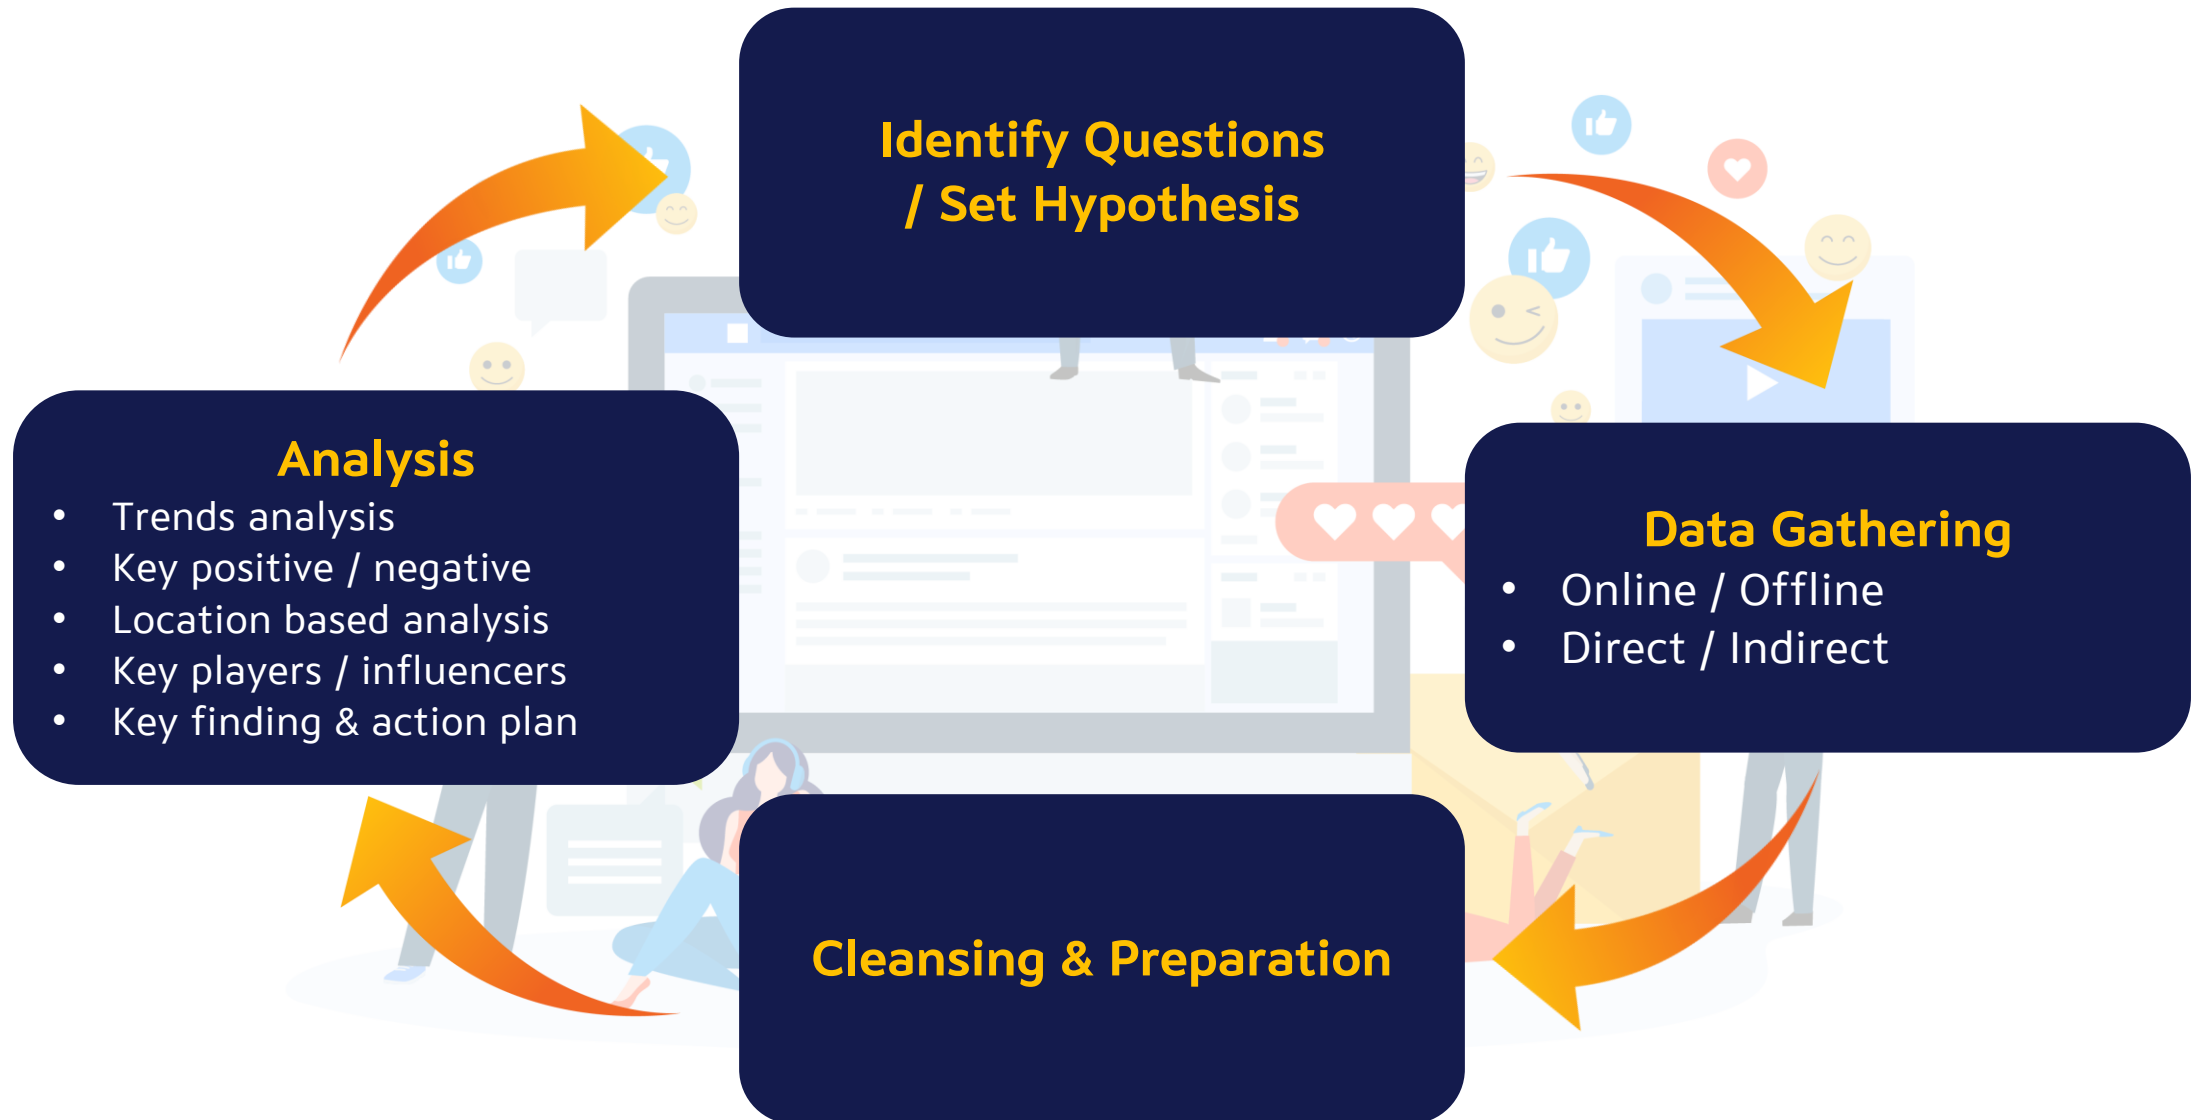 Identify Questions
/ Set Hypothesis
Analysis
• Trends analysis
• Key positive / negative
• Location based analysis
• Key players / influencers
• Key finding & action plan
Data Gathering
• Online / Offline
• Direct / Indirect
Cleansing & Preparation